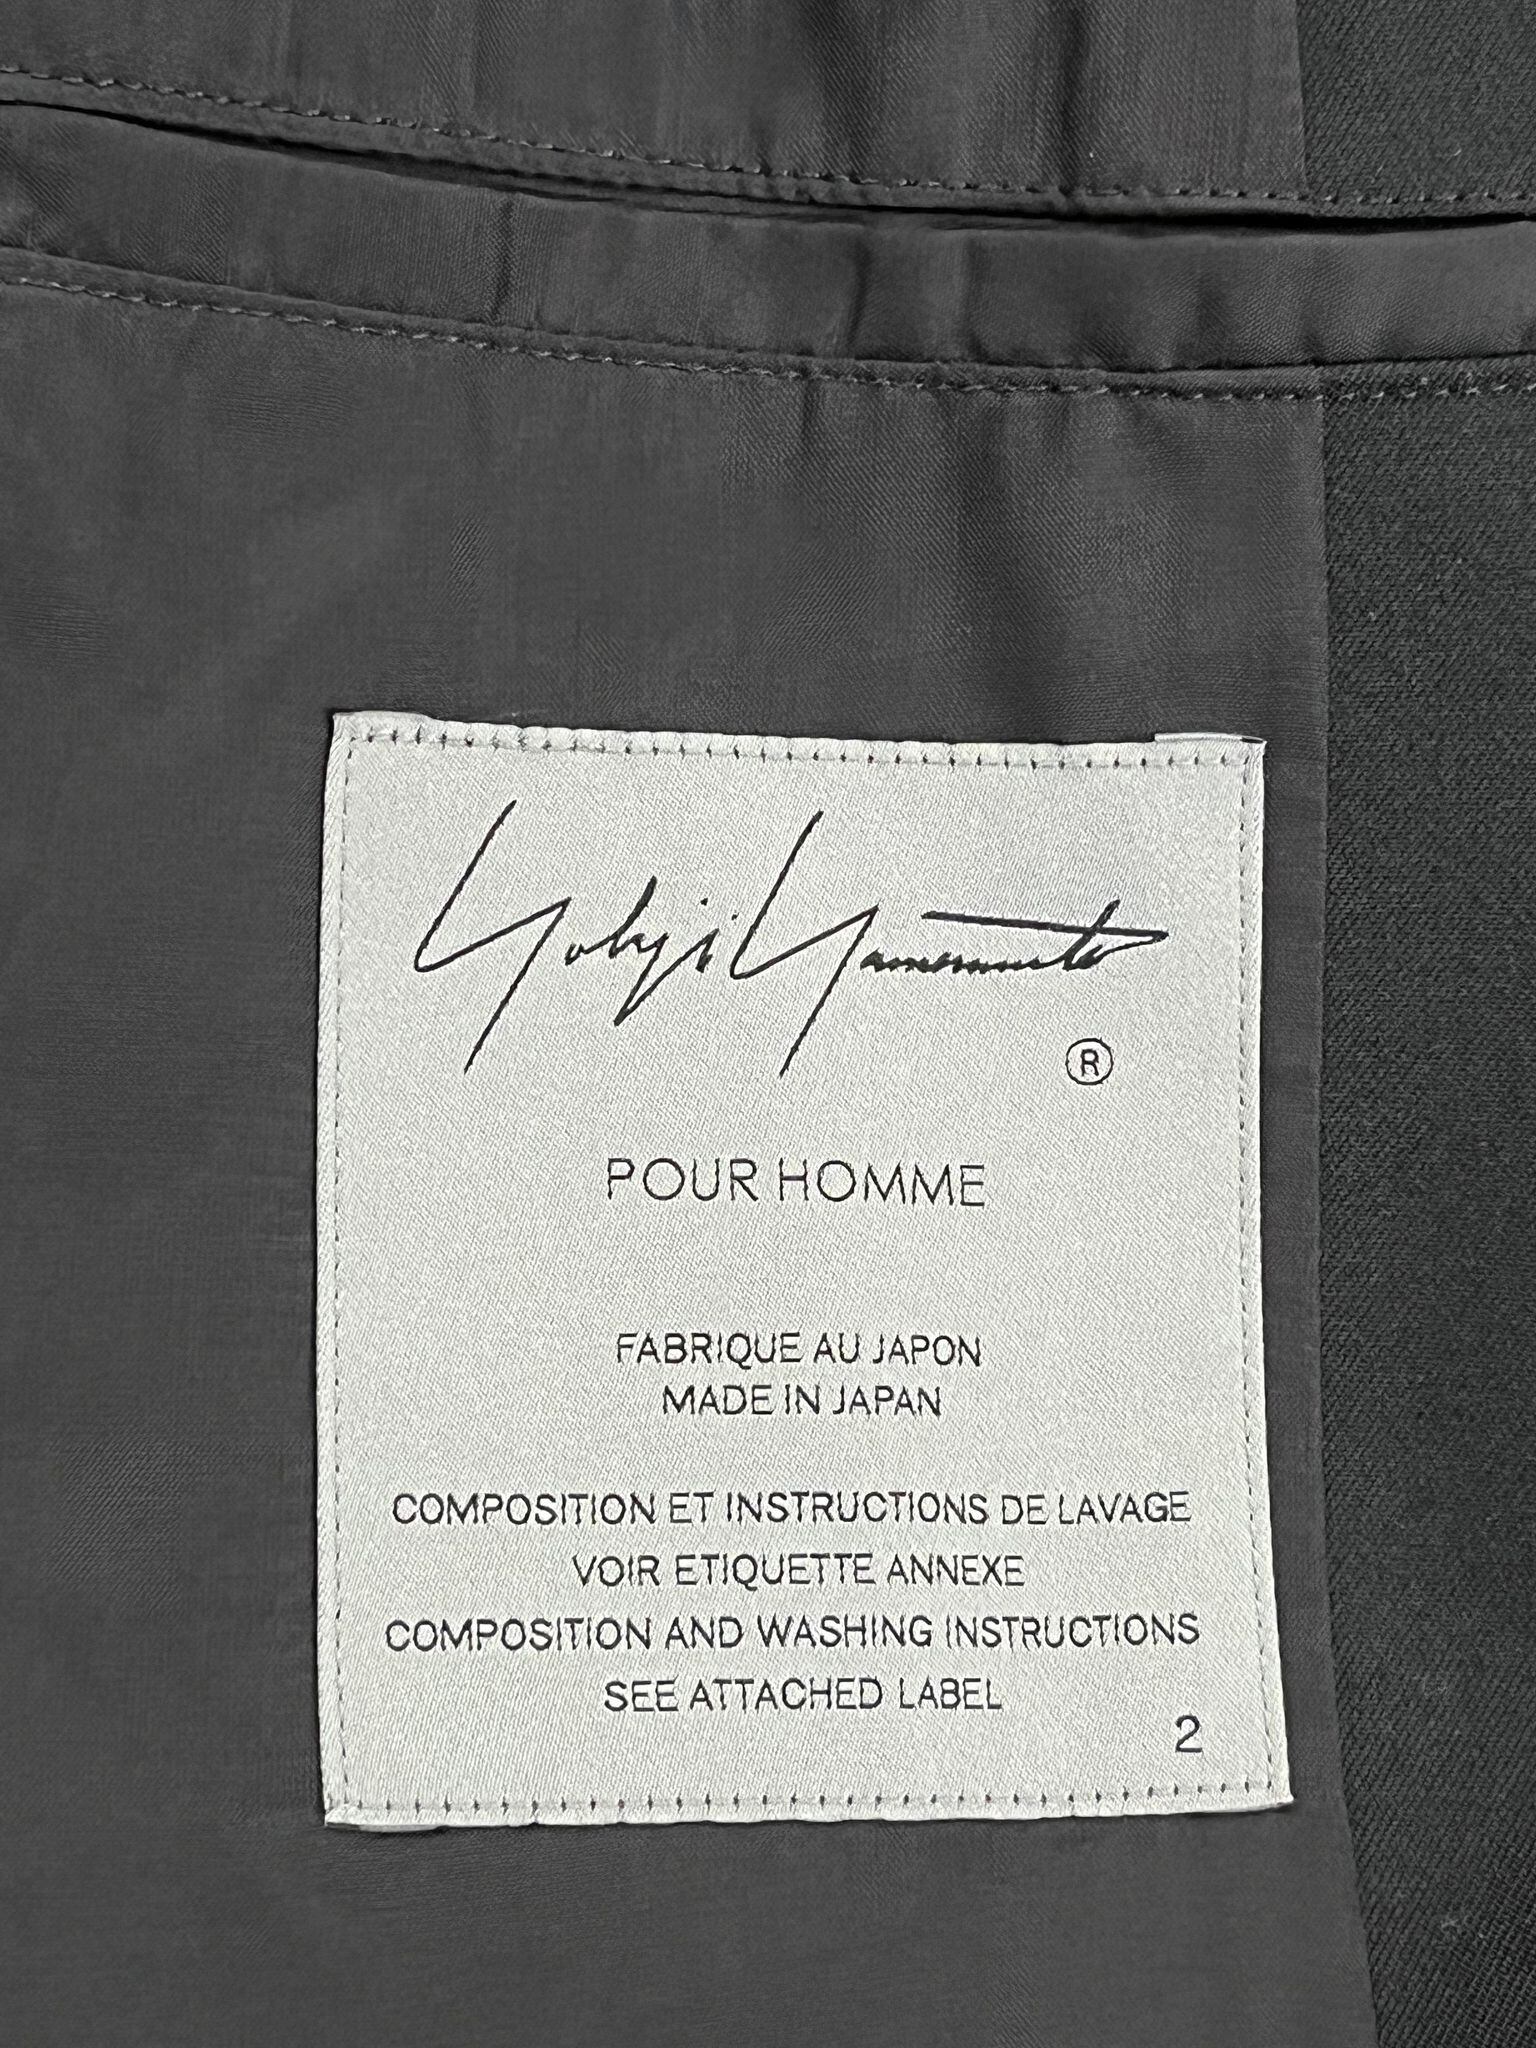 Yohji Yamamoto
®
POUR HOMME
FABRIQUE AU JAPON
MADE IN JAPAN
COMPOSITION ET INSTRUCTIONS DE LAVAGE
VOIR ETIQUETTE ANNEXE
COMPOSITION AND WASHING INSTRUCTIONS
SEE ATTACHED LABEL
2